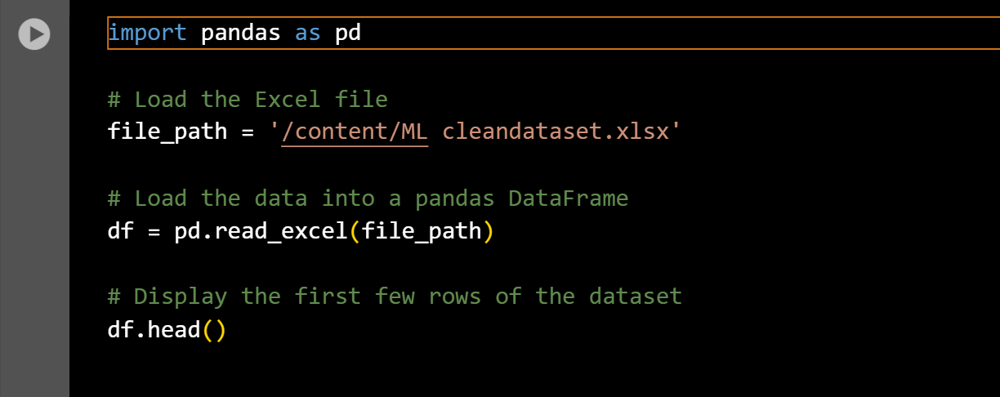 import pandas as pd
# Load the Excel file
file_path = '/content/ML cleandataset.xlsx'
# Load the data into a pandas DataFrame
df = pd.read_excel(file_path)
# Display the first few rows of the dataset
df.head()